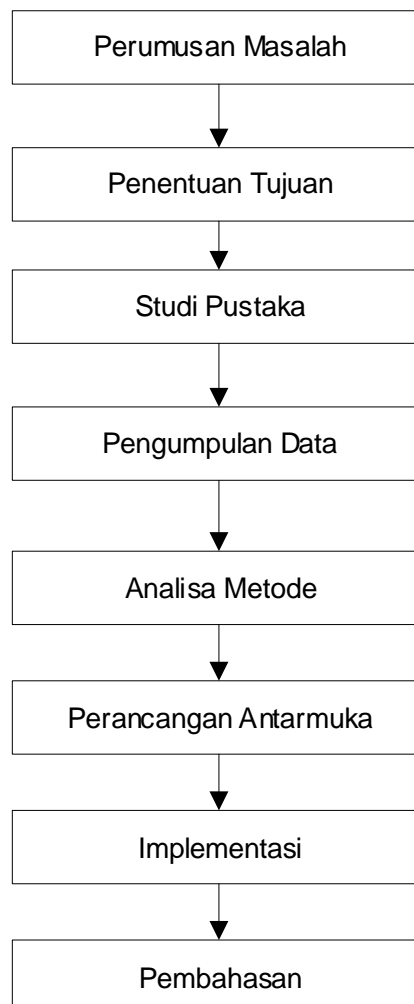 Perumusan Masalah
Penentuan Tujuan
Studi Pustaka
Pengumpulan Data
Analisa Metode
Perancangan Antarmuka
Implementasi
Pembahasan